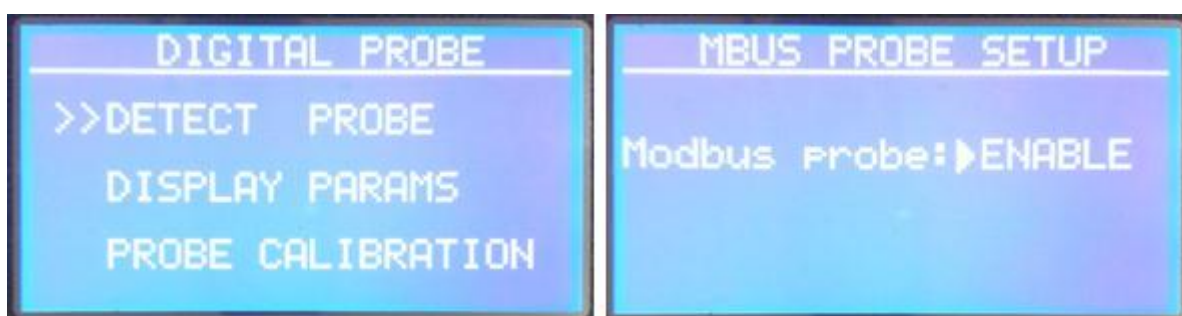 DIGITAL PROBE
>>DETECT PROBE
DISPLAY PARAMS
PROBE CALIBRATION
MBUS PROBE SETUP
Modbus probe:▶ENABLE